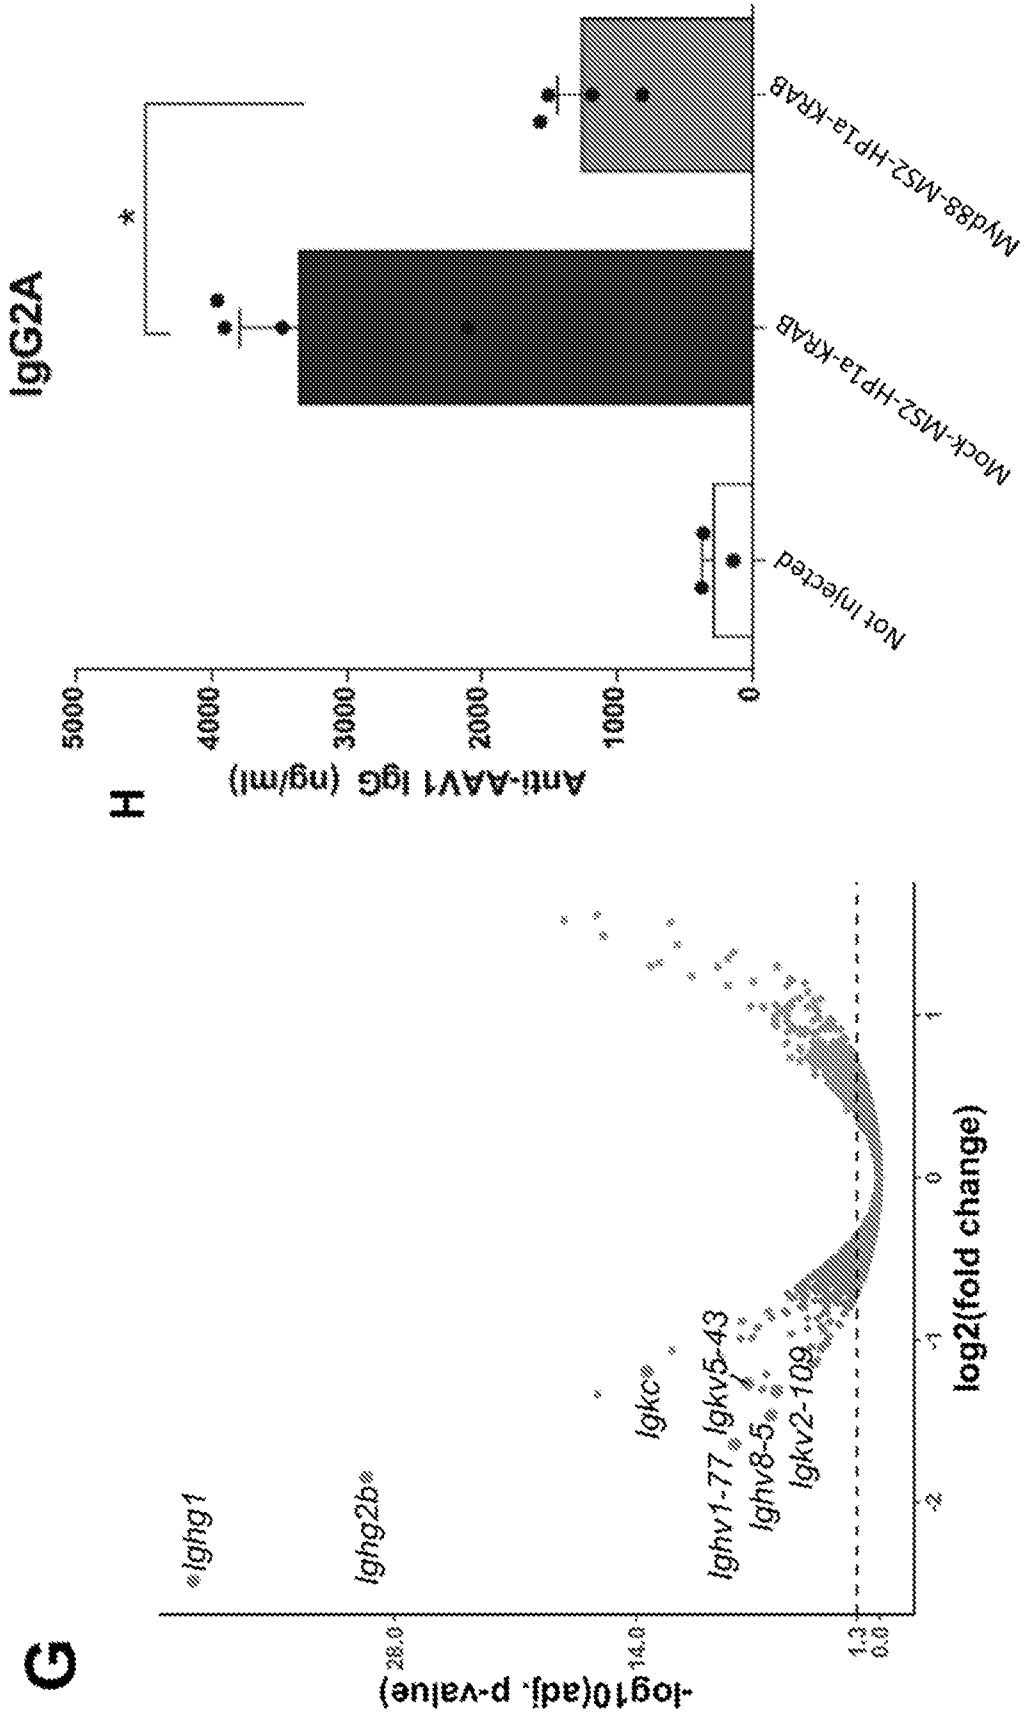 G
-log10(adj. p-value)
28.0
14.0
1.3
0.0
Ighg1
Ighg2b
Igkc
Ighv1-77
Igkv5-43
Ighv8-5
Igkv2-109
-2
-1
0
1
log2(fold change)
H
IgG2A
Anti-AAV1 IgG (ng/ml)
5000
4000
3000
2000
1000
0
*
Not Injected
Mock-MS2-HP1a-KRAB
Myd88-MS2-HP1a-KRAB